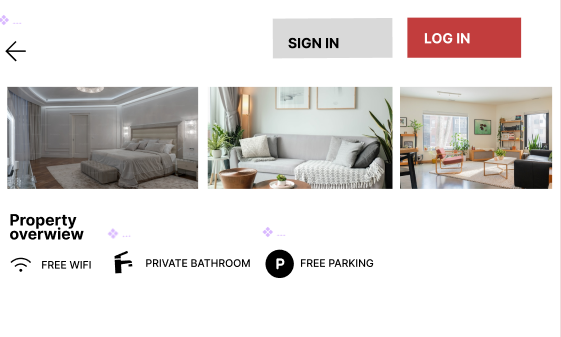 SIGN IN
LOG IN
Property
overwiew
FREE WIFI
PRIVATE BATHROOM
P
FREE PARKING